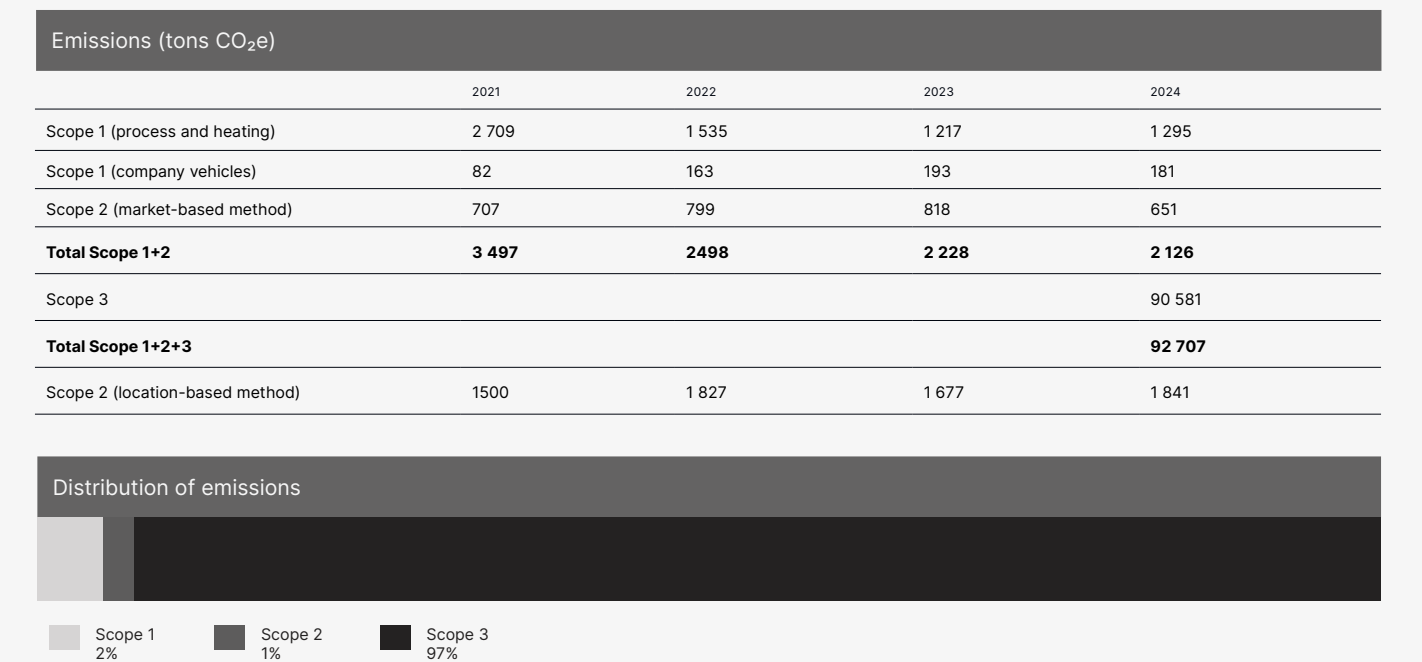 Emissions (tons CO₂e)
2021 2022 2023 2024
Scope 1 (process and heating) 2 709 1 535 1 217 1 295
Scope 1 (company vehicles) 82 163 193 181
Scope 2 (market-based method) 707 799 818 651
Total Scope 1+2 3 497 2498 2 228 2 126
Scope 3 90 581
Total Scope 1+2+3 92 707
Scope 2 (location-based method) 1500 1 827 1 677 1 841
Distribution of emissions
Scope 1 Scope 2 Scope 3
2% 1% 97%